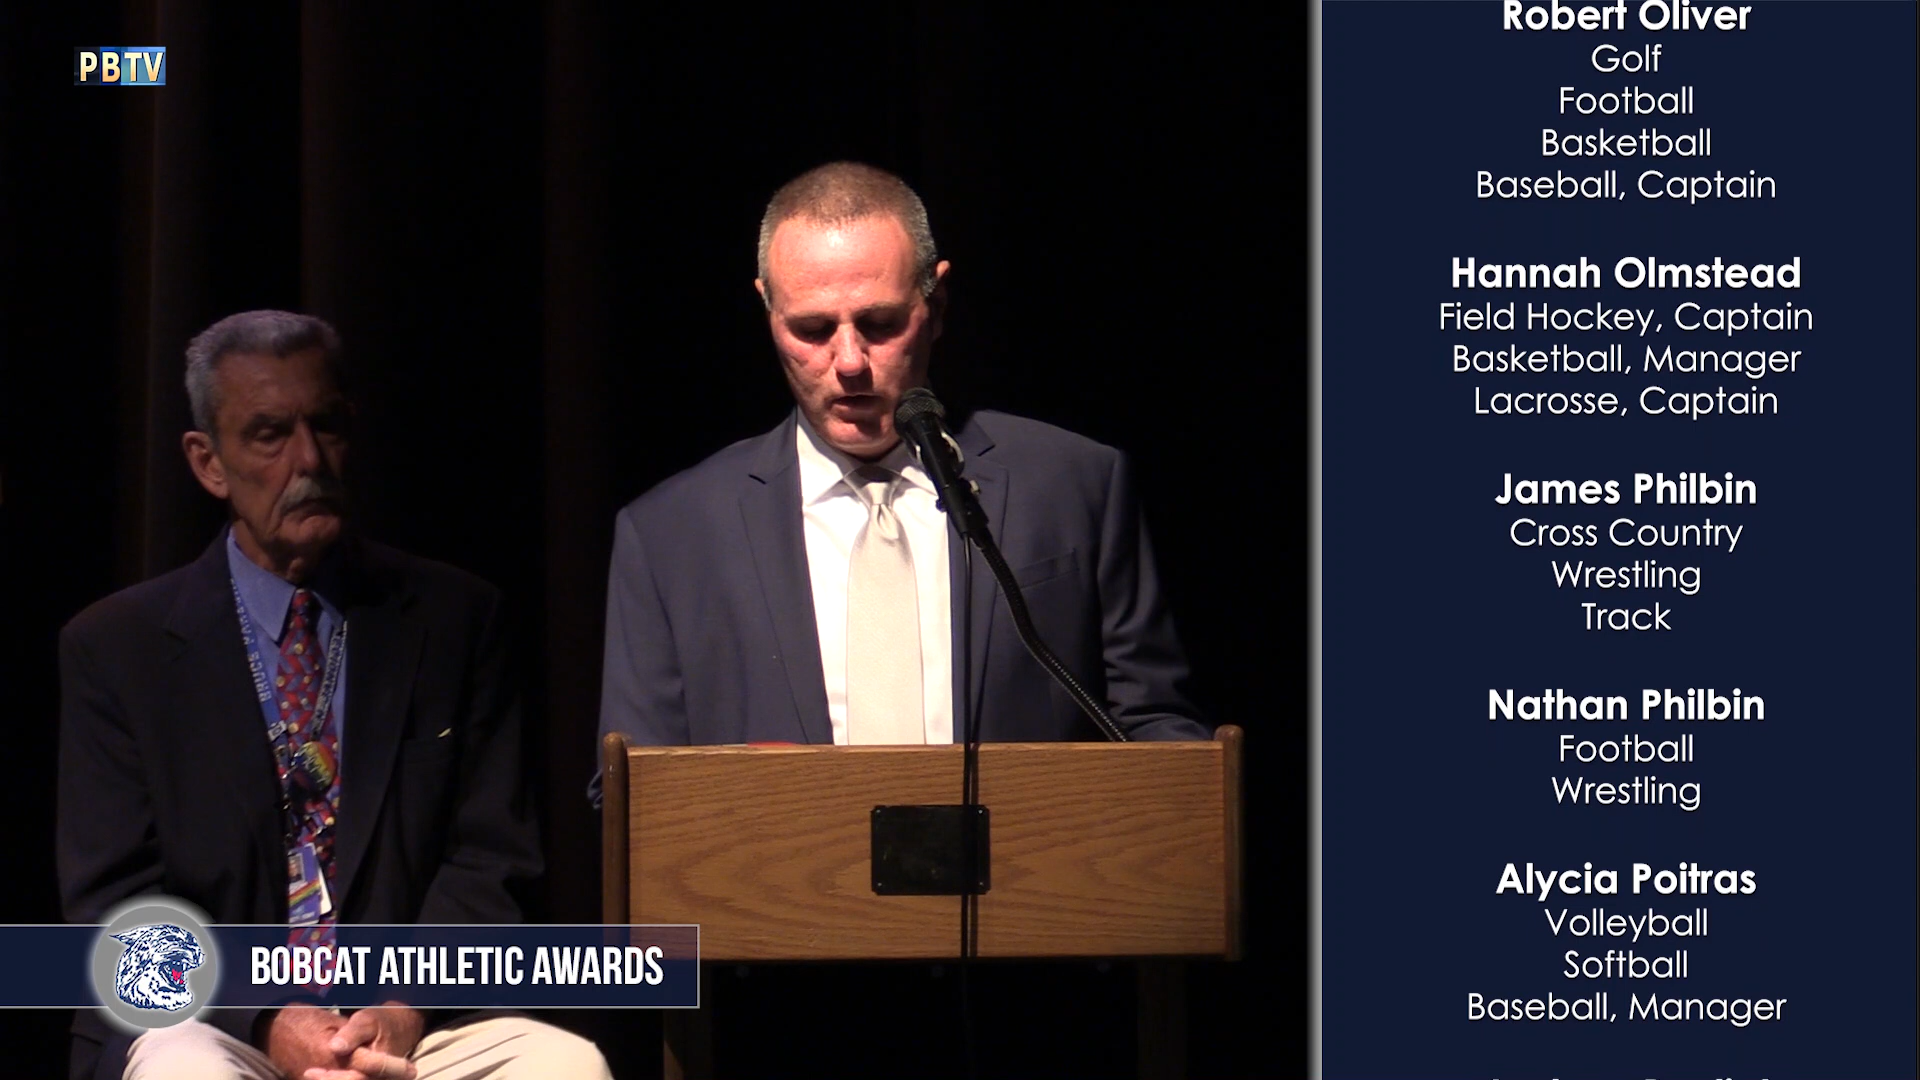 PBTV
Robert Oliver
Golf
Football
Basketball
Baseball, Captain
Hannah Olmstead
Field Hockey, Captain
Basketball, Manager
Lacrosse, Captain
James Philbin
Cross Country
Wrestling
Track
Nathan Philbin
Football
Wrestling
Alycia Poitras
Volleyball
Softball
Baseball, Manager
BOBCAT ATHLETIC AWARDS